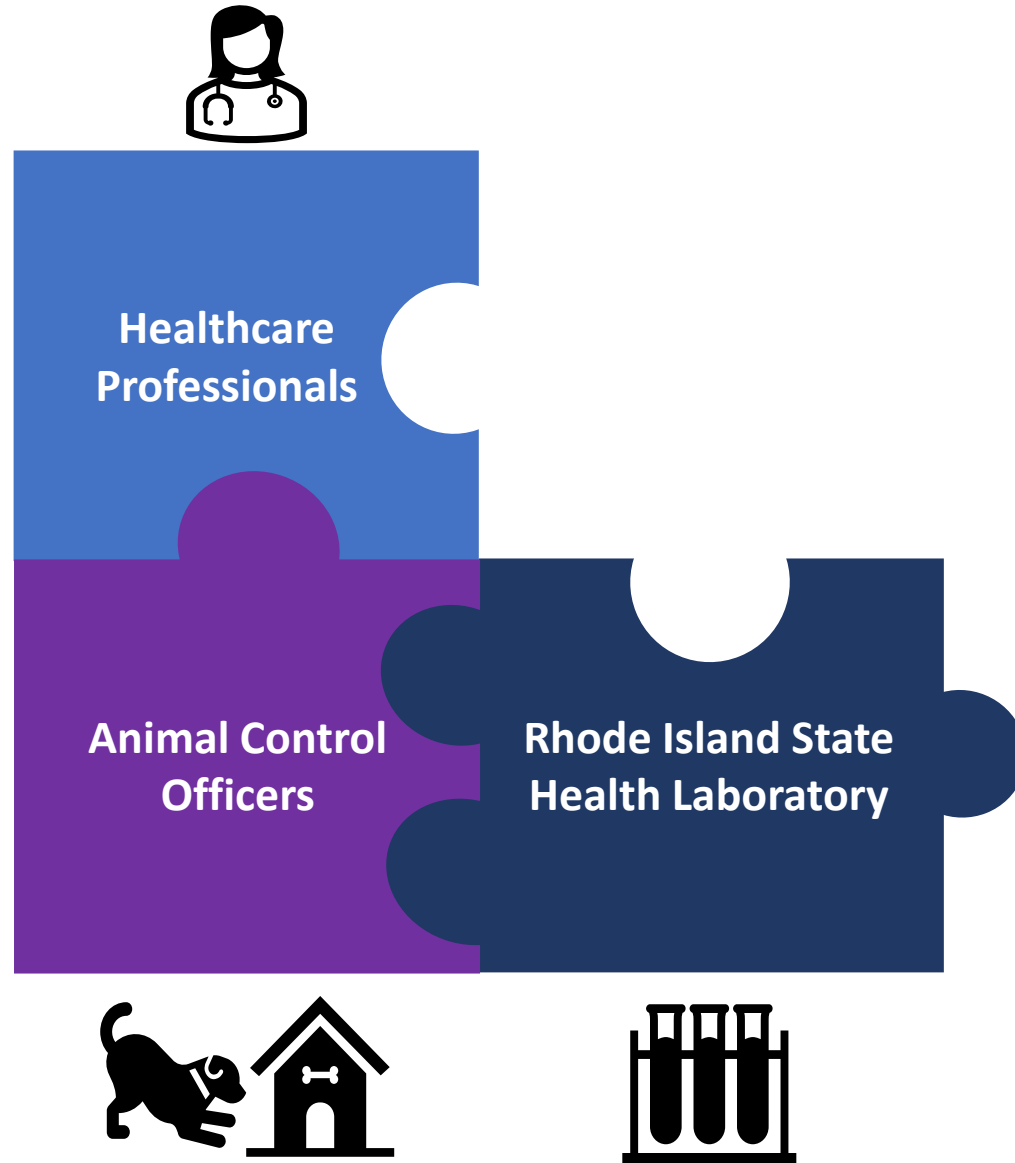 Healthcare
Professionals
Animal Control
Officers
Rhode Island State
Health Laboratory